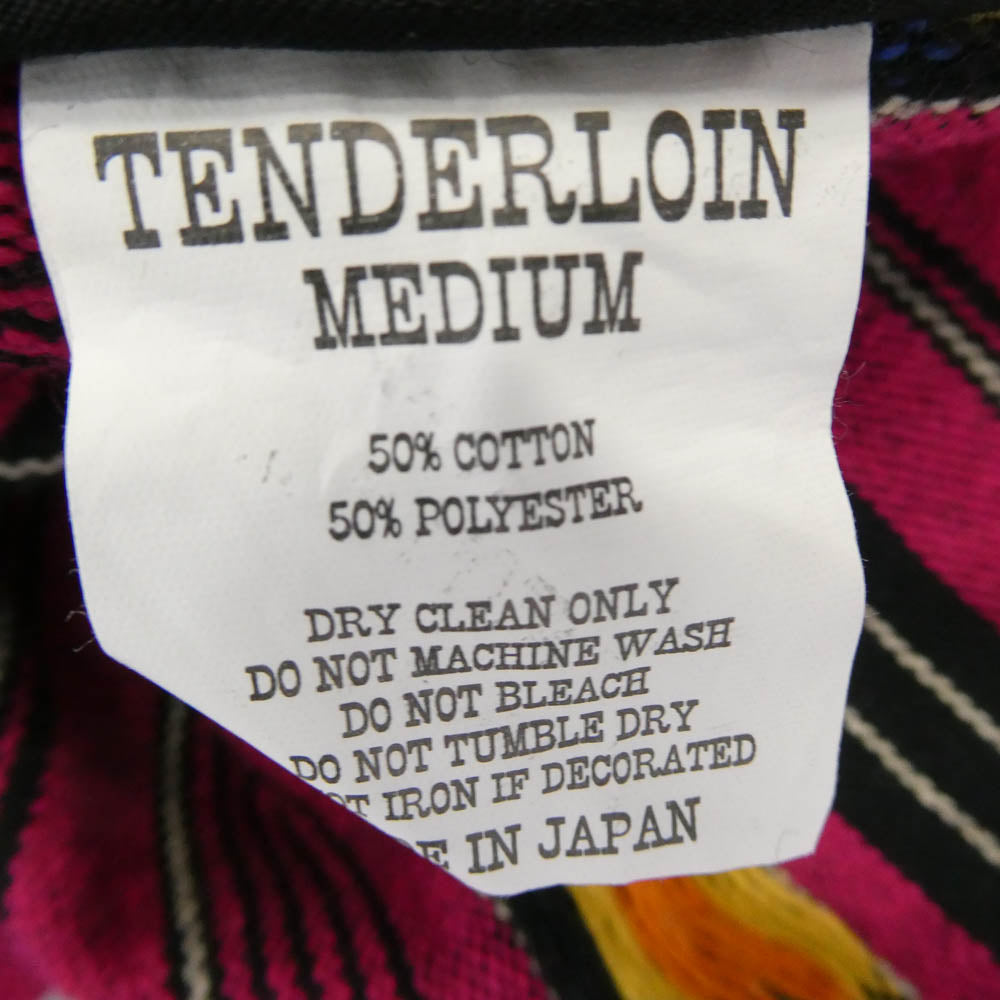 TENDERLOIN
MEDIUM
50% COTTON
50% POLYESTER
DRY CLEAN ONLY
DO NOT MACHINE WASH
DO NOT BLEACH
DO NOT TUMBLE DRY
IRON IF DECORATED
IN JAPAN